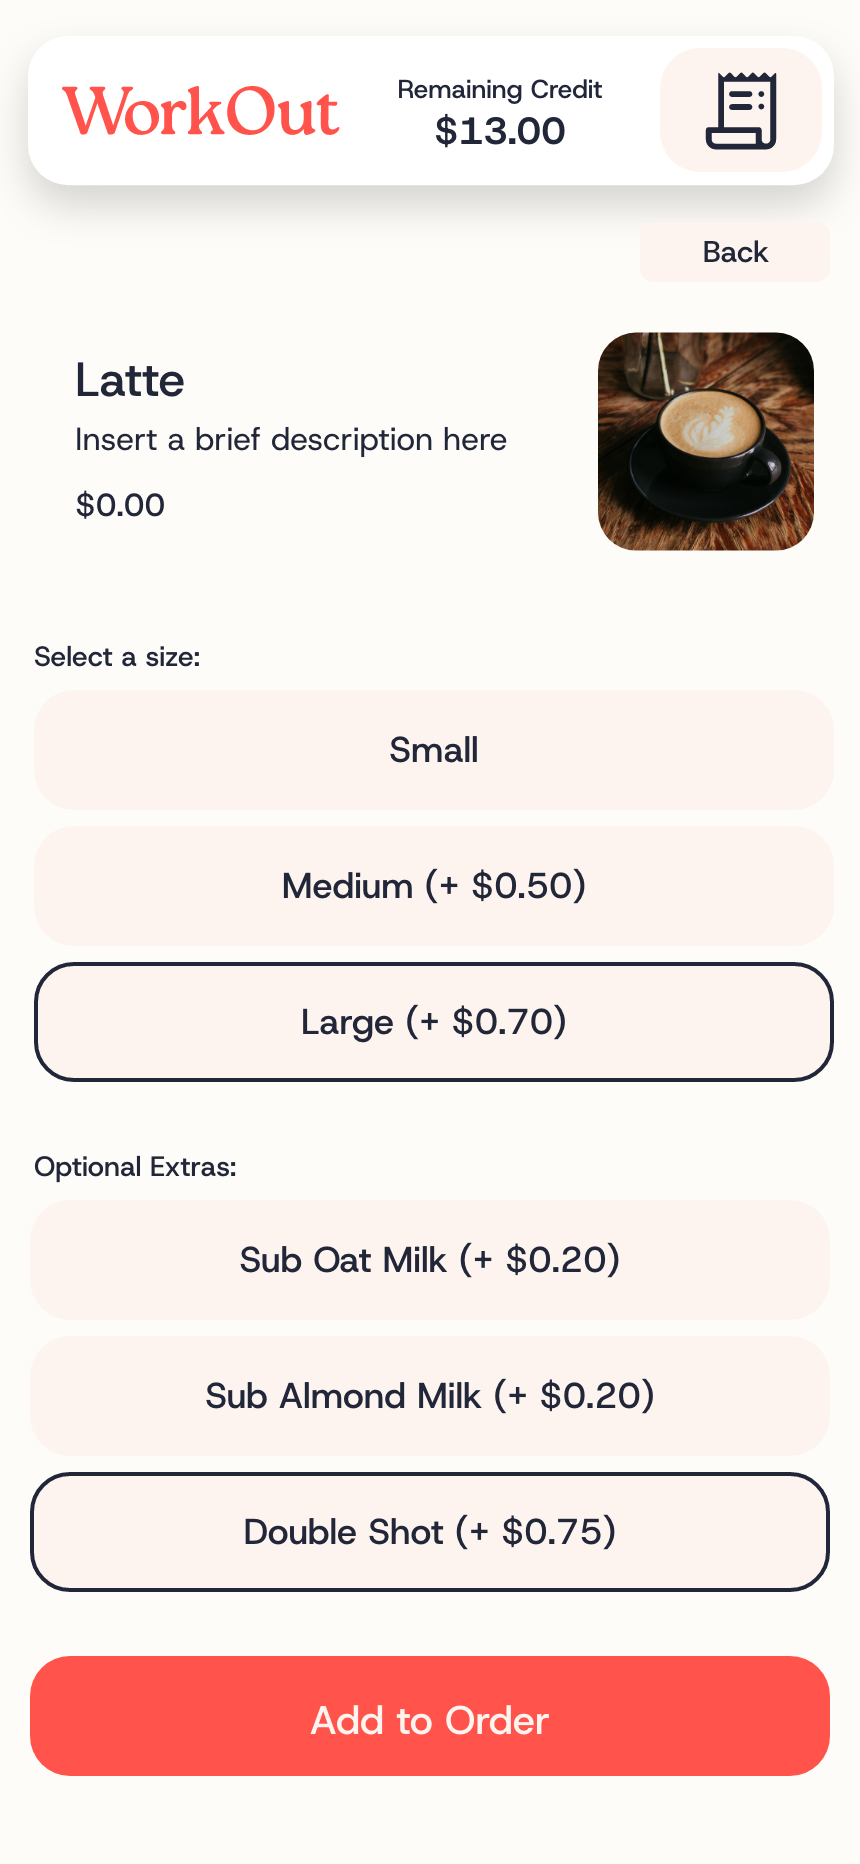 WorkOut
Remaining Credit
$13.00
Back
Latte
Insert a brief description here
$0.00
Select a size:
Small
Medium (+ $0.50)
Large (+ $0.70)
Optional Extras:
Sub Oat Milk (+ $0.20)
Sub Almond Milk (+ $0.20)
Double Shot (+ $0.75)
Add to Order